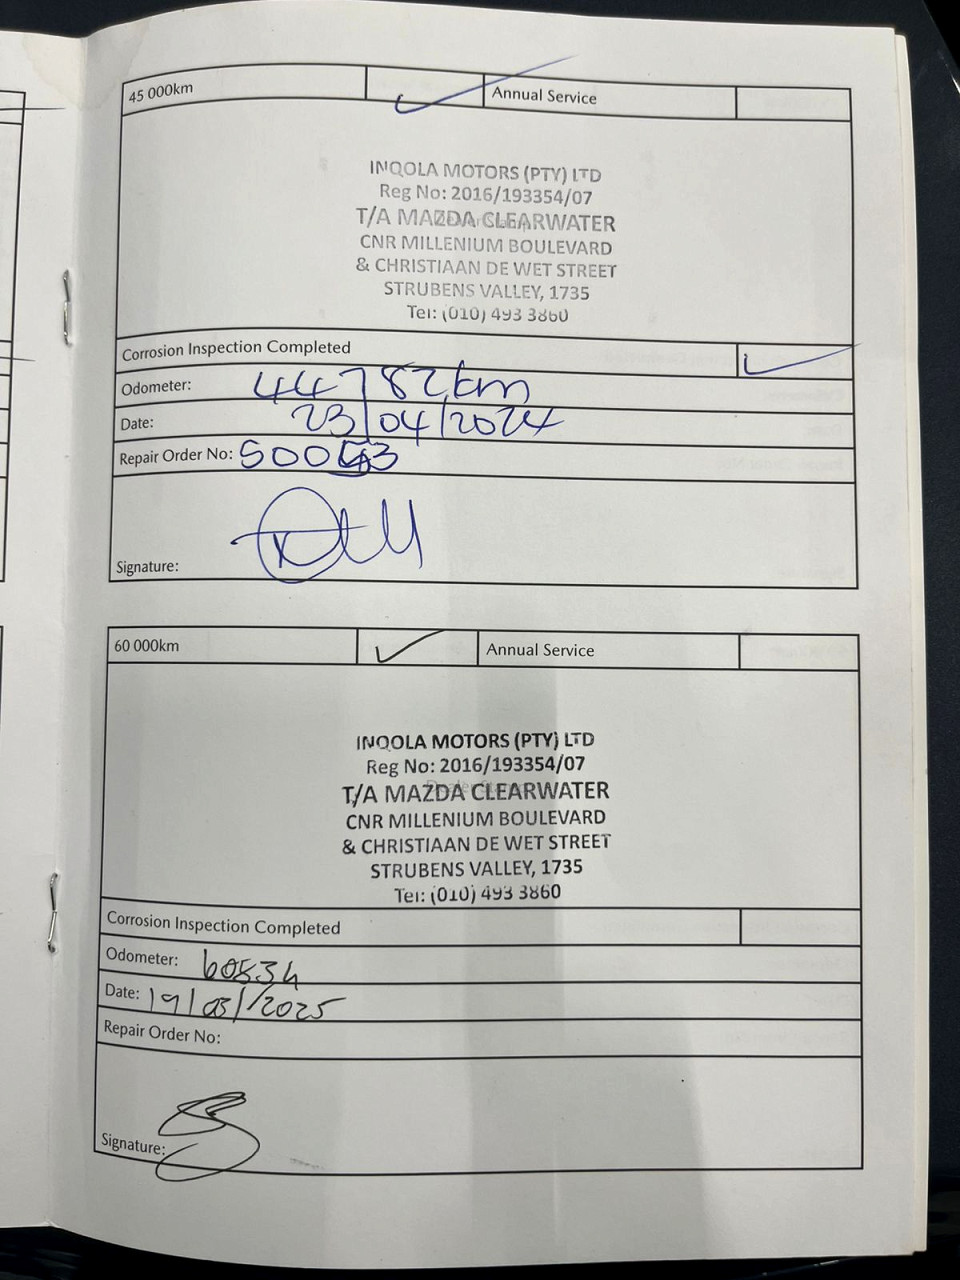 45 000km
Annual Service
INQOLA MOTORS (PTY) LTD
Reg No: 2016/193354/07
T/A MAZDA CLEARWATER
CNR MILLENIUM BOULEVARD
& CHRISTIAAN DE WET STREET
STRUBENS VALLEY, 1735
Tel: (010) 493 3860
Corrosion Inspection Completed
Odometer: 44782km
Date: 23/04/2024
Repair Order No:
Signature:
60 000km
Annual Service
INQOLA MOTORS (PTY) LTD
Reg No: 2016/193354/07
T/A MAZDA CLEARWATER
CNR MILLENIUM BOULEVARD
& CHRISTIAAN DE WET STREET
STRUBENS VALLEY, 1735
Tel: (010) 493 3860
Corrosion Inspection Completed
Odometer: 60534
Date: 19/03/2025
Repair Order No:
Signature: